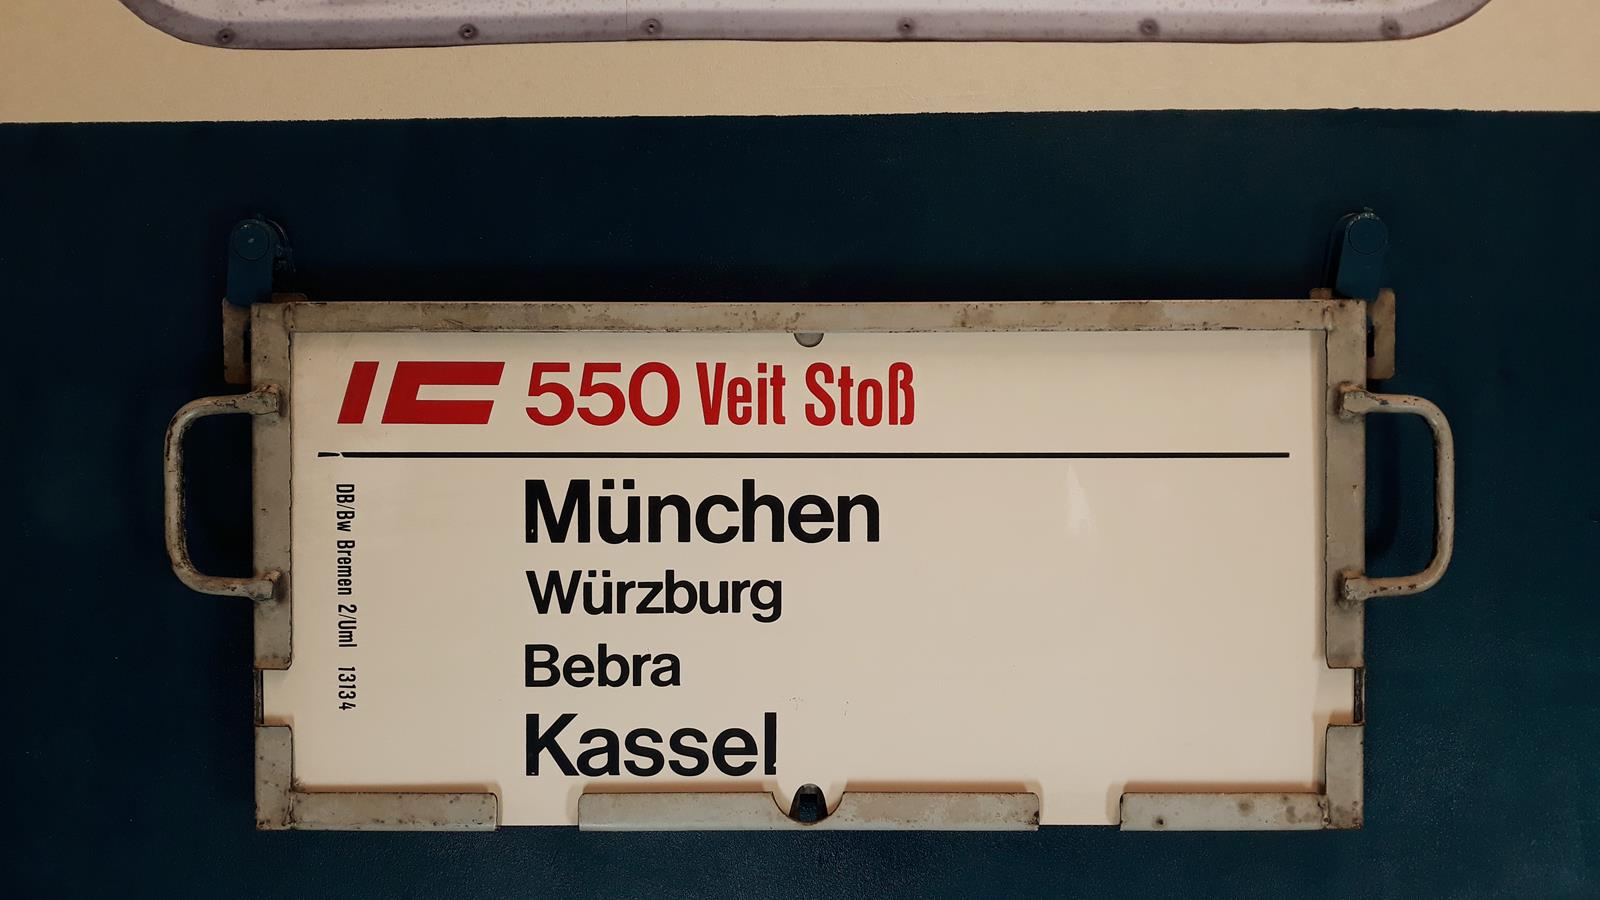 IC 550 Veit Stoß
München
Würzburg
Bebra
Kassel
DB/Bw Bremen 2/Uml 13134